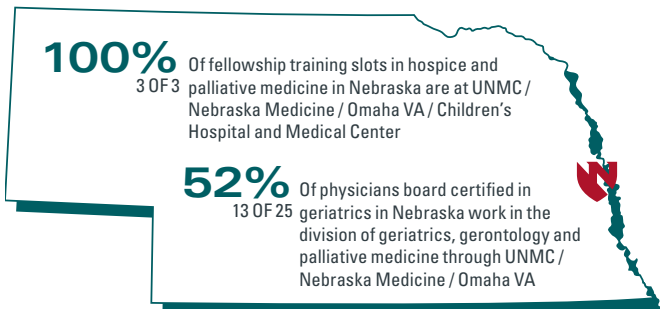 100%
3 OF 3
Of fellowship training slots in hospice and
palliative medicine in Nebraska are at UNMC /
Nebraska Medicine / Omaha VA / Children's
Hospital and Medical Center
52%
13 OF 25
Of physicians board certified in
geriatrics in Nebraska work in the
division of geriatrics, gerontology and
palliative medicine through UNMC /
Nebraska Medicine / Omaha VA